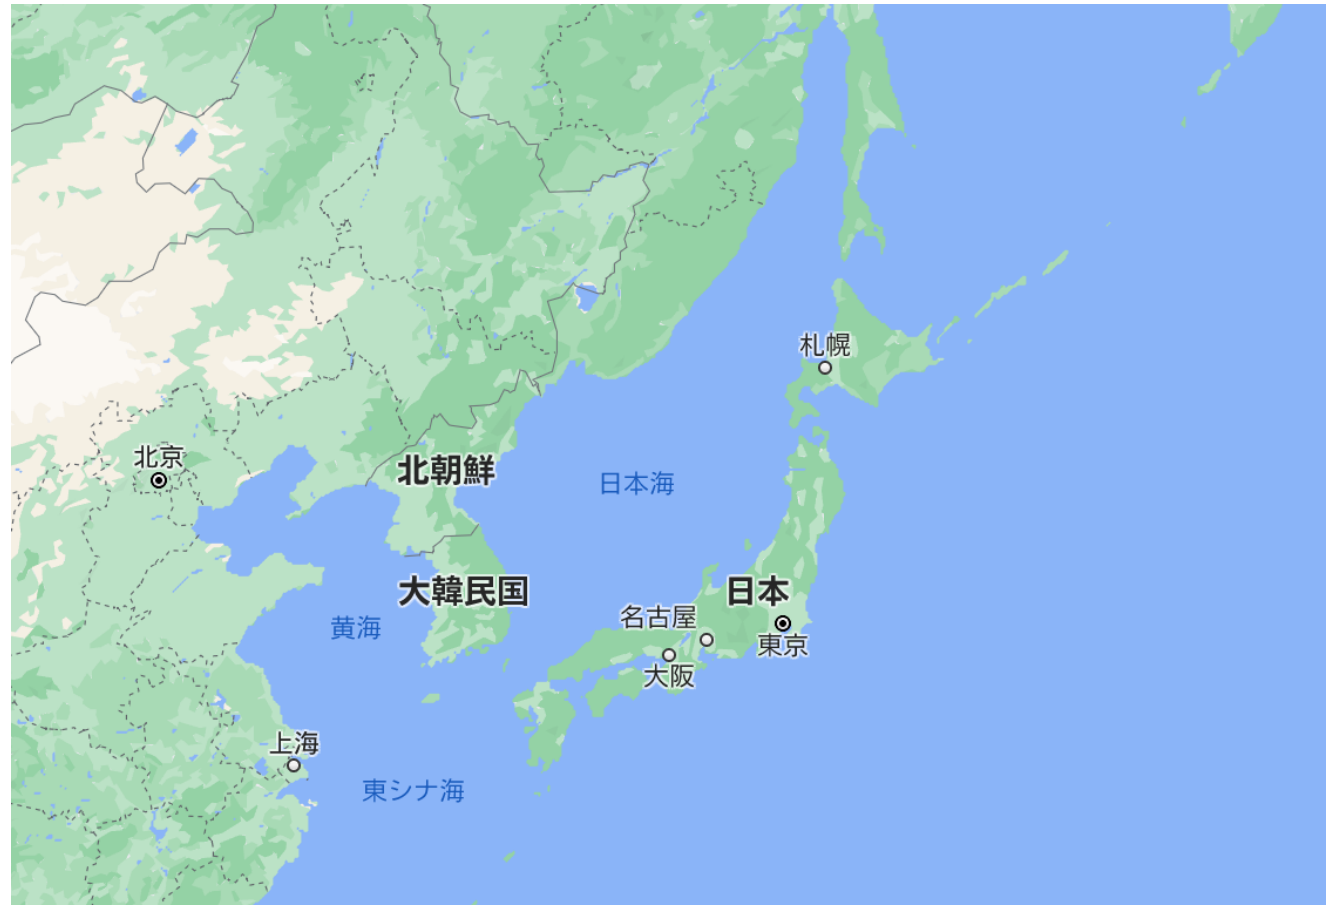 札幌
北京
北朝鮮
日本海
大韓民国
日本
名古屋
黄海
東京
大阪
上海
東シナ海